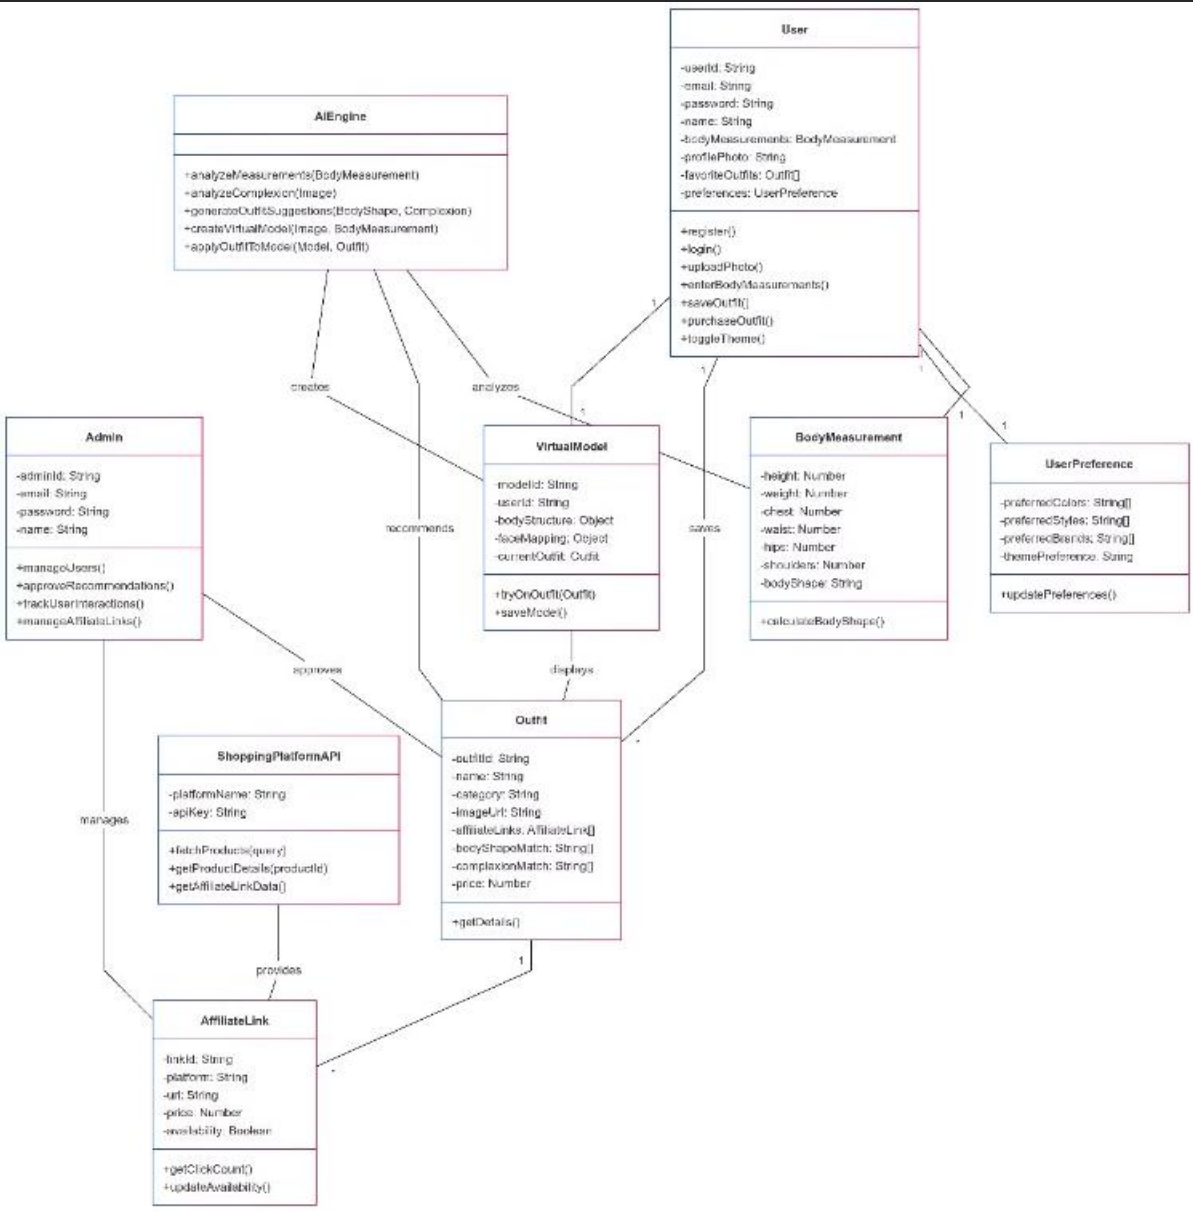 User
-userId: String
-email: String
-password: String
-name: String
-bodyMeasurements: BodyMeasurement
-profilePhoto: String
-favoriteOutfits: Outfit[]
-preferences: UserPreference
+register()
+login()
+uploadPhoto()
+enterBodyMeasurements()
+saveOutfit()
+purchaseOutfit()
+toggleTheme()
AIEngine
+analyzeMeasurements(BodyMeasurement)
+analyzeComplexion(Image)
+generateOutfitSuggestions(BodyShape, Complexion)
+createVirtualModel(Image, BodyMeasurement)
+applyOutfitToModel(Model, Outfit)
1
1
1
creates
analyzes
1
1
1
Admin
-adminId: String
-email: String
-password: String
-name: String
+manageUsers()
+approveRecommendations()
+trackUserInteractions()
+manageAffiliateLinks()
VirtualModel
-modelId: String
-userId: String
-bodyStructure: Object
-faceMapping: Object
-currentOutfit: Outfit
+tryOnOutfit(Outfit)
+saveModel()
BodyMeasurement
-height: Number
-weight: Number
-chest: Number
-waist: Number
-hips: Number
-shoulders: Number
-bodyShape: String
+calculateBodyShape()
UserPreference
-preferredColors: String[]
-preferredStyles: String[]
-preferredBrands: String[]
-themePreference: String
+updatePreferences()
recommends
saves
approves
displays
*
Outfit
-outfitId: String
-name: String
-category: String
-imageUrl: String
-affiliateLinks: AffiliateLink[]
-bodyShapeMatch: String[]
-complexionMatch: String[]
-price: Number
+getDetails()
ShoppingPlatformAPI
-platformName: String
-apiKey: String
+fetchProducts(query)
+getProductDetails(productId)
+getAffiliateLinkData()
manages
1
provides
*
AffiliateLink
-linkId: String
-platform: String
-url: String
-price: Number
-availability: Boolean
+getClickCount()
+updateAvailability()